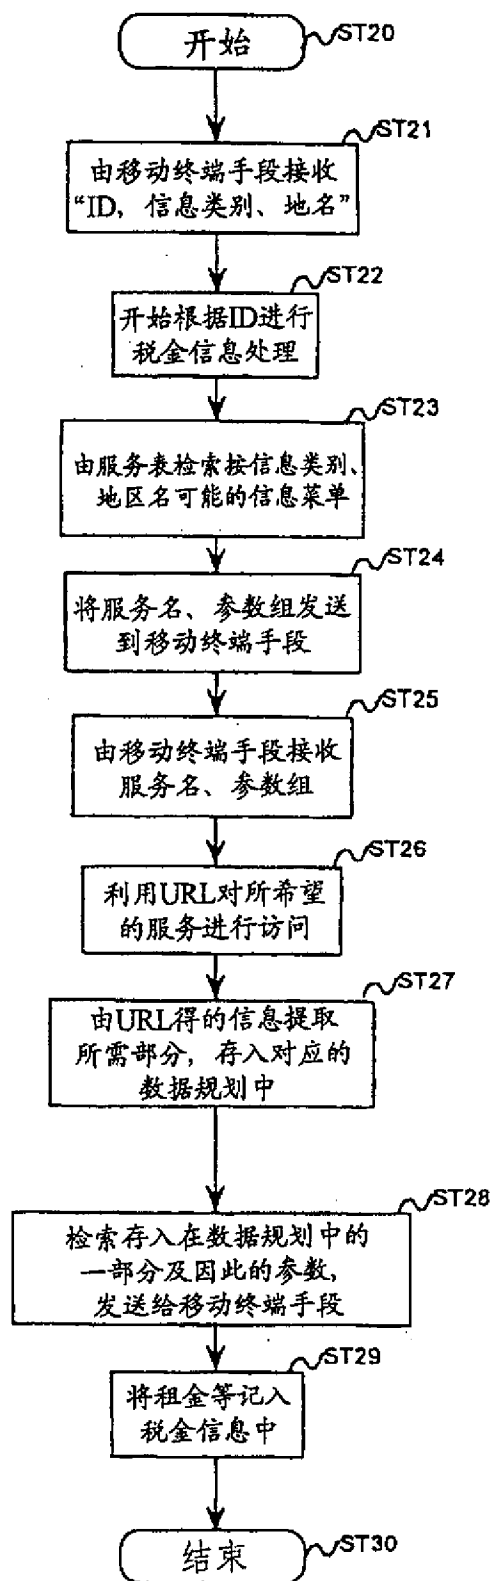 开始
ST20
ST21
由移动终端手段接收
“ID，信息类别、地名”
ST22
开始根据ID进行
税金信息处理
ST23
由服务表检索按信息类别、
地区名可能的信息菜单
ST24
将服务名、参数组发送
到移动终端手段
ST25
由移动终端手段接收
服务名、参数组
ST26
利用URL对所希望
的服务进行访问
ST27
由URL得的信息提取
所需部分，存入对应的
数据规划中
ST28
检索存入在数据规划中的
一部分及因此的参数，
发送给移动终端手段
ST29
将租金等记入
税金信息中
结束
ST30